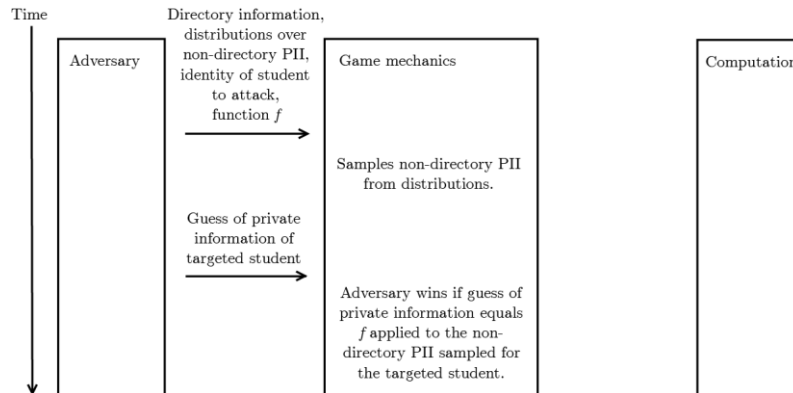 Time
Directory information,
distributions over
non-directory PII,
identity of student
to attack,
function f
Adversary
Game mechanics
Computation
Samples non-directory PII
from distributions.
Guess of private
information of
targeted student
Adversary wins if guess of
private information equals
f applied to the non-
directory PII sampled for
the targeted student.